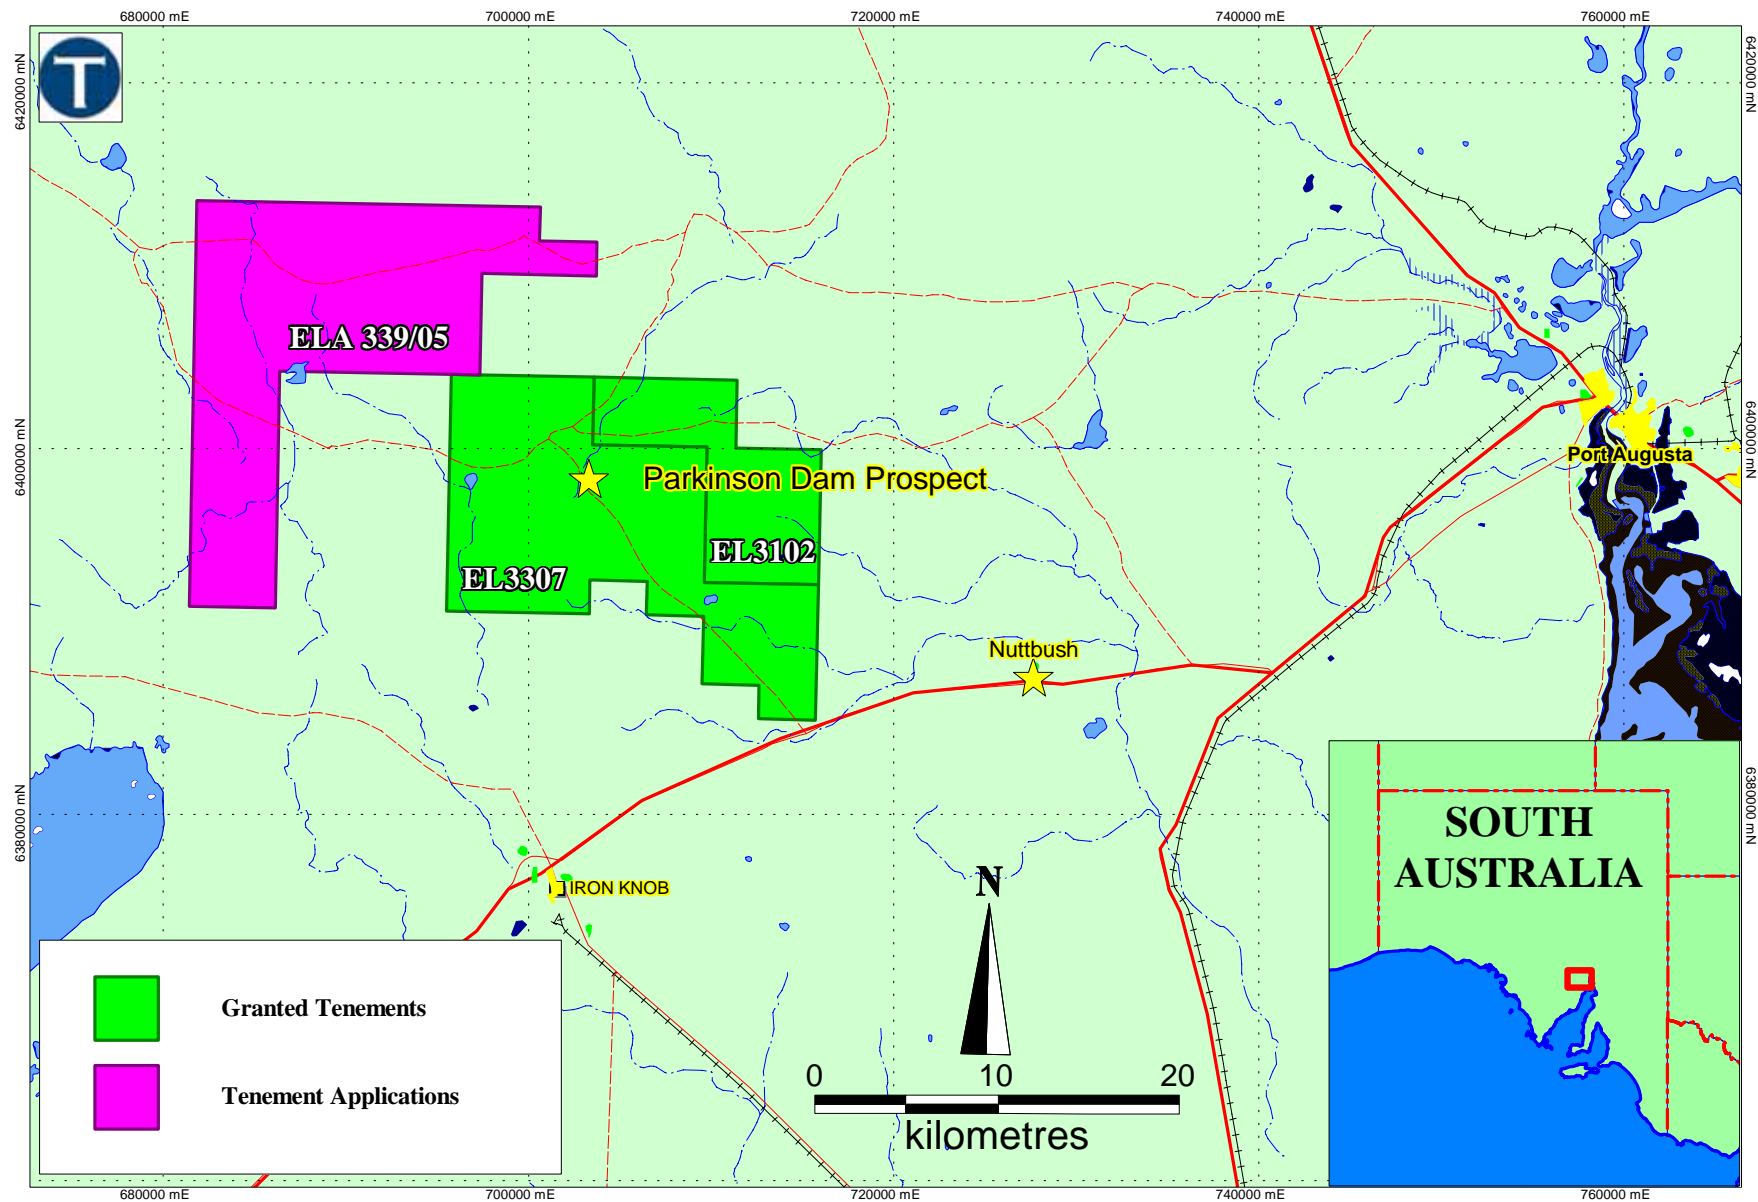 680000 mE
700000 mE
720000 mE
740000 mE
760000 mE
T
6420000 mN
6420000 mN
ELA 339/05
6400000 mN
6400000 mN
Port Augusta
Parkinson Dam Prospect
EL3102
EL3307
Nuttbush
6380000 mN
6380000 mN
SOUTH
AUSTRALIA
IRON KNOB
N
Granted Tenements
Tenement Applications
0 10 20
kilometres
680000 mE
700000 mE
720000 mE
740000 mE
760000 mE